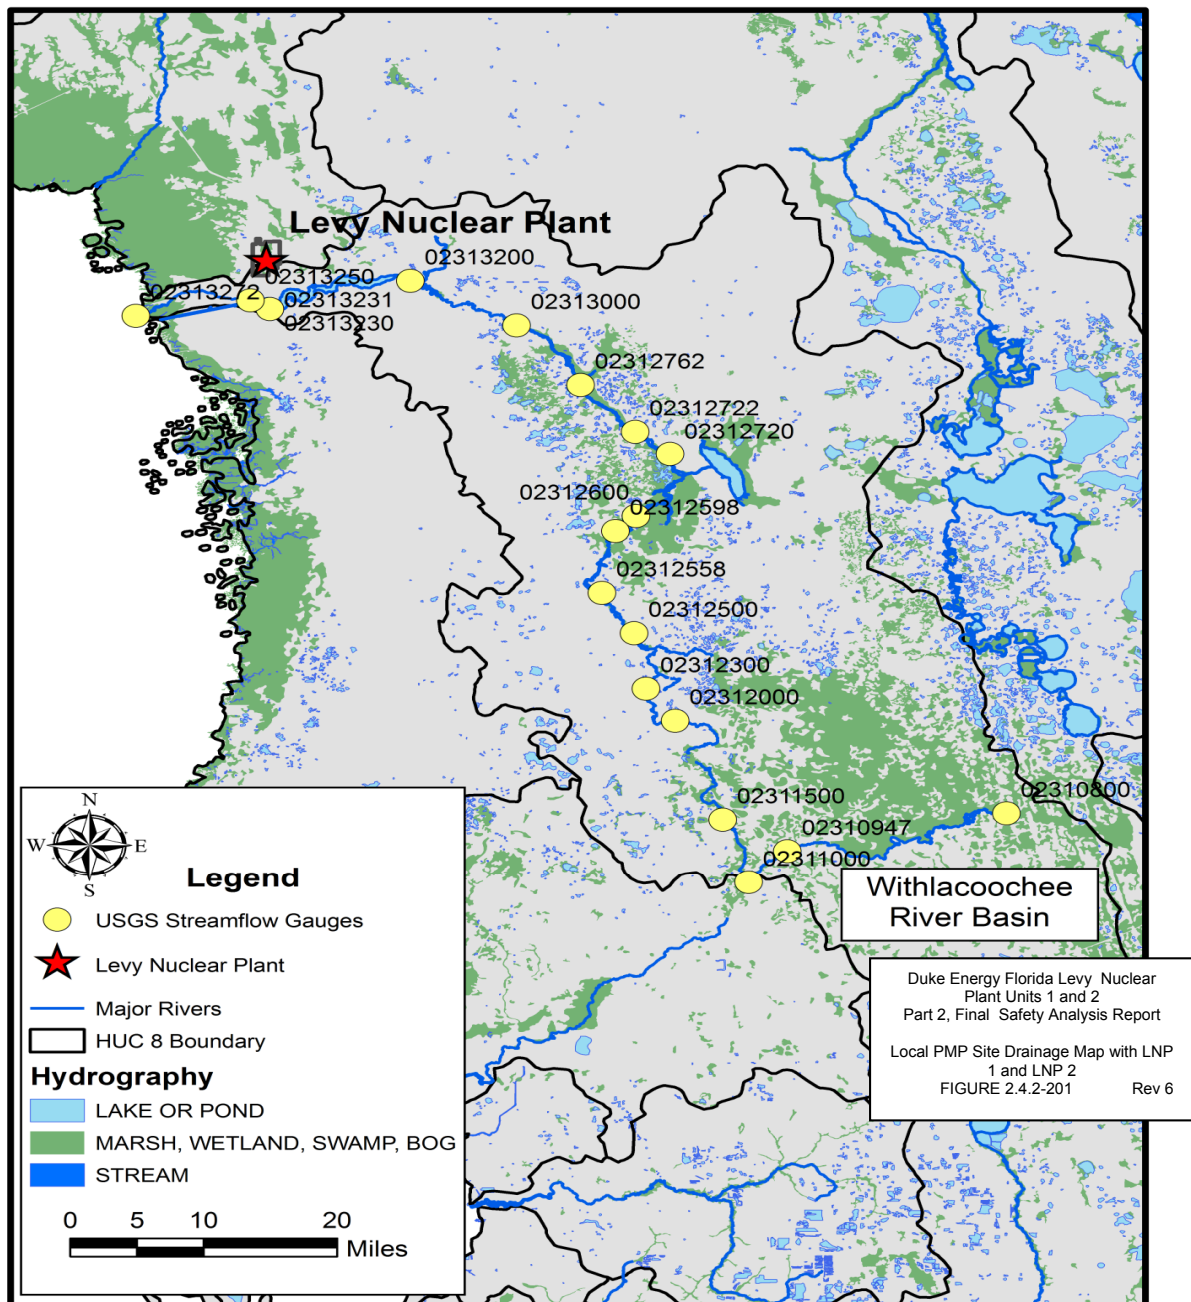 Levy Nuclear Plant
02313200
02313250
02313272
02313231
02313230
02313000
02312762
02312722
02312720
02312600
02312598
02312558
02312500
02312300
02312000
02311500
02310800
02310947
02311000
Withlacoochee
River Basin
N
W E
S
Legend
USGS Streamflow Gauges
Levy Nuclear Plant
Major Rivers
HUC 8 Boundary
Hydrography
LAKE OR POND
MARSH, WETLAND, SWAMP, BOG
STREAM
0 5 10 20
Miles
Duke Energy Florida Levy Nuclear
Plant Units 1 and 2
Part 2, Final Safety Analysis Report
Local PMP Site Drainage Map with LNP
1 and LNP 2
FIGURE 2.4.2-201 Rev 6